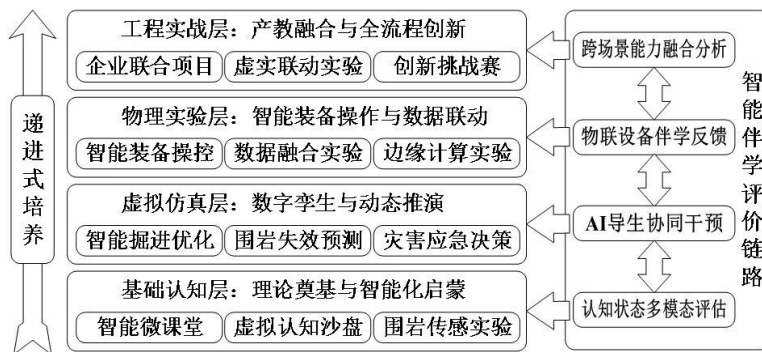 递进式培养
工程实战层：产教融合与全流程创新
企业联合项目 虚实联动实验 创新挑战赛
物理实验层：智能装备操作与数据联动
智能装备操控 数据融合实验 边缘计算实验
虚拟仿真层：数字孪生与动态推演
智能掘进优化 围岩失效预测 灾害应急决策
基础认知层：理论奠基与智能化启蒙
智能微课堂 虚拟认知沙盘 围岩传感实验
跨场景能力融合分析
物联设备伴学反馈
AI导生协同干预
认知状态多模态评估
智能伴学评价链路